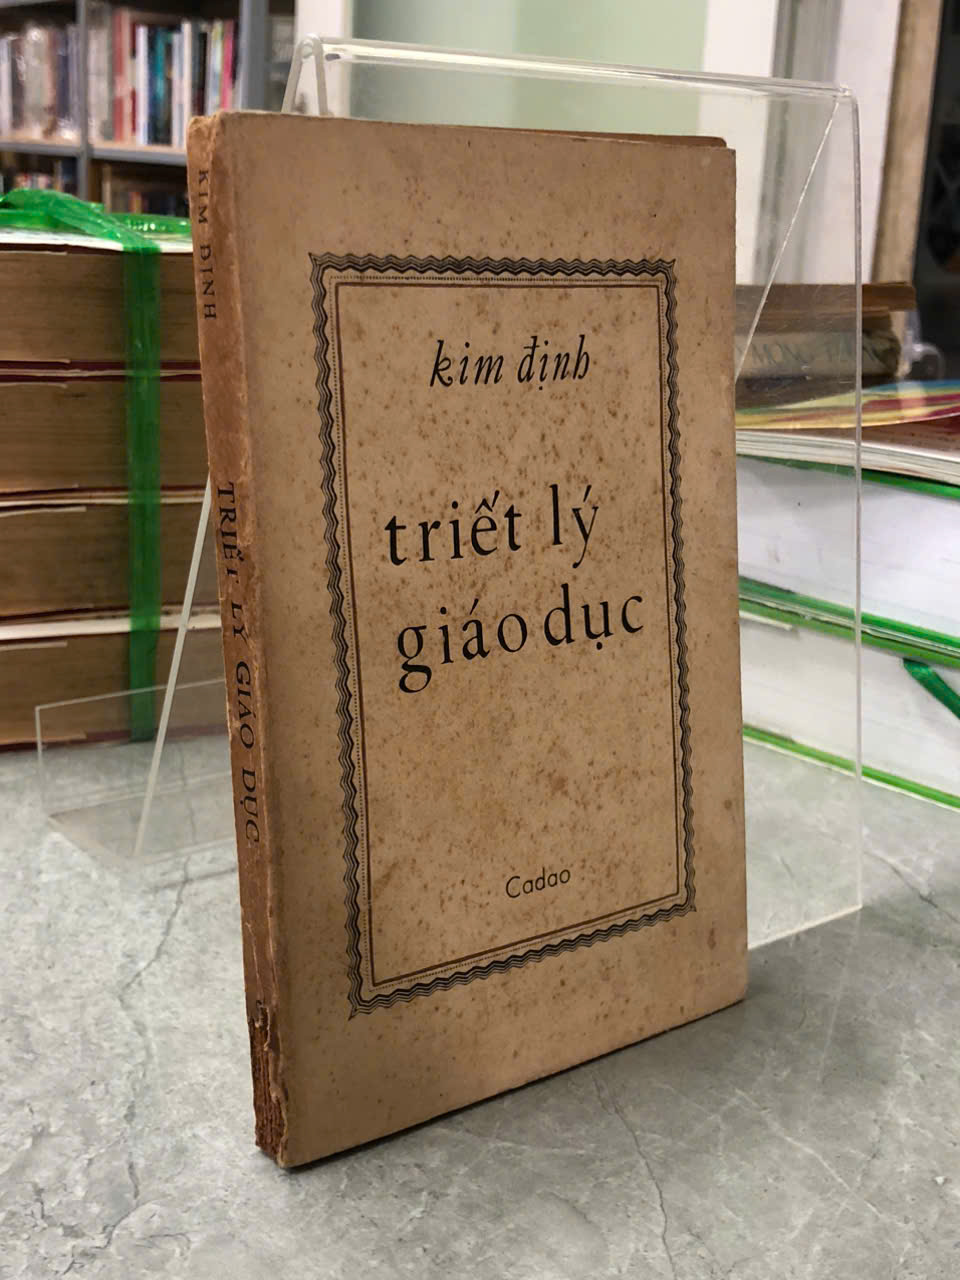 kim định
triết lý
giáo dục
Cadao
KIM ĐỊNH
TRIẾT LÝ GIÁO DỤC